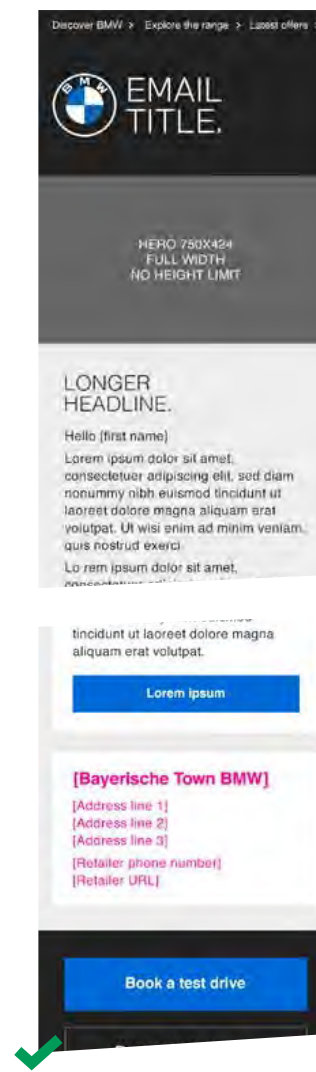 Discover BMW > Explore the range > Latest offers >
BMW
EMAIL
TITLE.
HERO 750X424
FULL WIDTH
NO HEIGHT LIMIT
LONGER
HEADLINE.
Hello [first name]
Lorem ipsum dolor sit amet,
consectetuer adipiscing elit, sed diam
nonummy nibh euismod tincidunt ut
laoreet dolore magna aliquam erat
volutpat. Ut wisi enim ad minim veniam,
quis nostrud exerci
Lo rem ipsum dolor sit amet,
tincidunt ut laoreet dolore magna
aliquam erat volutpat.
Lorem ipsum
[Bayerische Town BMW]
[Address line 1]
[Address line 2]
[Address line 3]
[Retailer phone number]
[Retailer URL]
Book a test drive